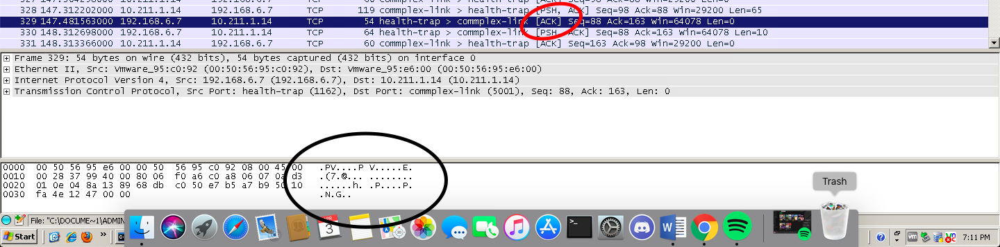 328 147.312202000 10.211.1.14 192.168.6.7 TCP 119 commplex-link > health-trap [PSH, ACK] Seq=98 Ack=88 Win=29200 Len=65
329 147.481563000 192.168.6.7 10.211.1.14 TCP 54 health-trap > commplex-link [ACK] Seq=88 Ack=163 Win=64078 Len=0
330 148.312698000 192.168.6.7 10.211.1.14 TCP 64 health-trap > commplex-link [PSH, ACK] Seq=88 Ack=163 Win=64078 Len=10
331 148.313366000 10.211.1.14 192.168.6.7 TCP 60 commplex-link > health-trap [ACK] Seq=163 Ack=98 Win=29200 Len=0
Frame 329: 54 bytes on wire (432 bits), 54 bytes captured (432 bits) on interface 0
Ethernet II, Src: Vmware_95:c0:92 (00:50:56:95:c0:92), Dst: Vmware_95:e6:00 (00:50:56:95:e6:00)
Internet Protocol Version 4, Src: 192.168.6.7 (192.168.6.7), Dst: 10.211.1.14 (10.211.1.14)
Transmission Control Protocol, Src Port: health-trap (1162), Dst Port: commplex-link (5001), Seq: 88, Ack: 163, Len: 0
0000 00 50 56 95 e6 00 00 50 56 95 c0 92 08 00 45 00 .PV....P V.....E.
0010 00 28 37 99 40 00 80 06 f0 a6 c0 a8 06 07 0a d3 .(7.@... ........
0020 01 0e 04 8a 13 89 68 db c0 50 e7 b5 a7 b9 50 10 ......h. .P....P.
0030 fa 4e 12 47 00 00 .N.G..
Trash
File: "C:\DOCUME~1\ADMIN
3
Start
7:11 PM